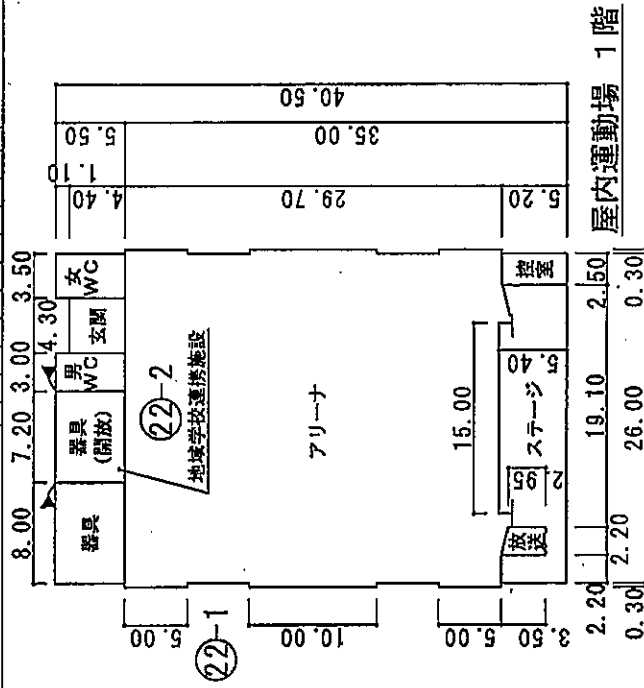 屋内運動場 1階
8.00 7.20 3.00 4.30 3.50
器具
器具
(開放)
男
WC
玄関
女
WC
4.40 1.10 5.50
29.70 35.00 40.50
5.20
22-2
地域学校連携施設
22-1
アリーナ
5.00
10.00
5.00
3.50
15.00
5.40
2.95
放送
ステージ
控室
2.20 2.20 19.10 2.50
0.30 26.00 0.30